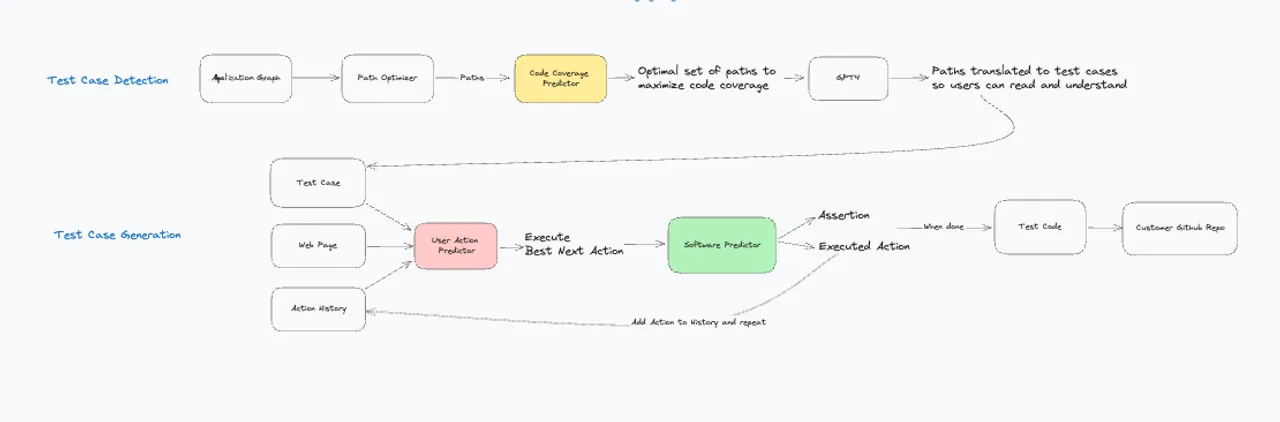 Test Case Detection
Application Graph
Path Optimizer
Paths
Code Coverage
Predictor
Optimal set of paths to
maximize code coverage
GPT4
Paths translated to test cases
so users can read and understand
Test Case Generation
Test Case
Web Page
Action History
User Action
Predictor
Execute
Best Next Action
Software Predictor
Assertion
Executed Action
When done
Test Code
Customer Github Repo
Add Action to History and repeat